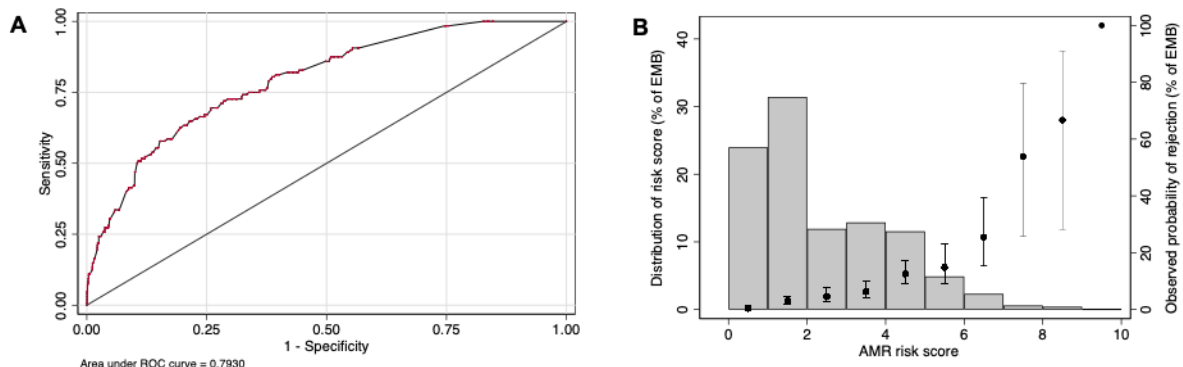 A
1.00
0.75
0.50
0.25
0.00
Sensitivity
0.00 0.25 0.50 0.75 1.00
1 - Specificity
Area under ROC curve = 0.7930
B
Distribution of risk score (% of EMB)
40
30
20
10
0
0 2 4 6 8 10
AMR risk score
100
80
60
40
20
0
Observed probability of rejection (% of EMB)